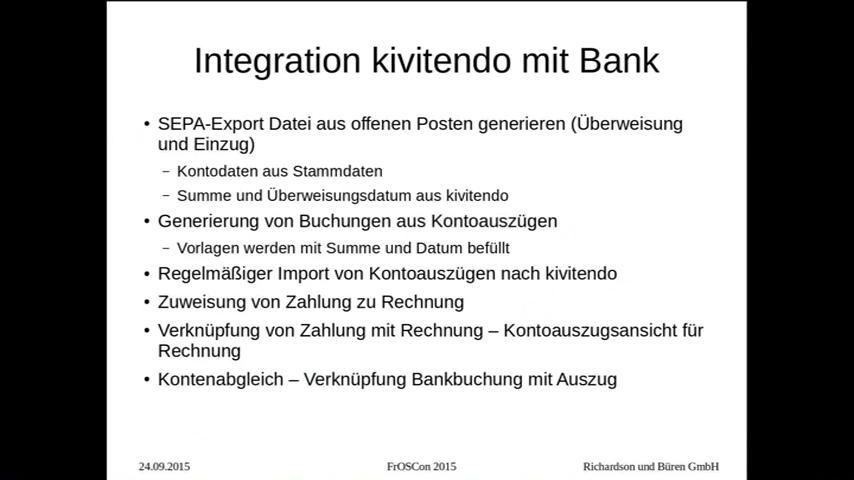 Integration kivitendo mit Bank
• SEPA-Export Datei aus offenen Posten generieren (Überweisung
und Einzug)
– Kontodaten aus Stammdaten
– Summe und Überweisungsdatum aus kivitendo
• Generierung von Buchungen aus Kontoauszügen
– Vorlagen werden mit Summe und Datum befüllt
• Regelmäßiger Import von Kontoauszügen nach kivitendo
• Zuweisung von Zahlung zu Rechnung
• Verknüpfung von Zahlung mit Rechnung – Kontoauszugsansicht für
Rechnung
• Kontenabgleich – Verknüpfung Bankbuchung mit Auszug
24.09.2015 FrOSCon 2015 Richardson und Büren GmbH